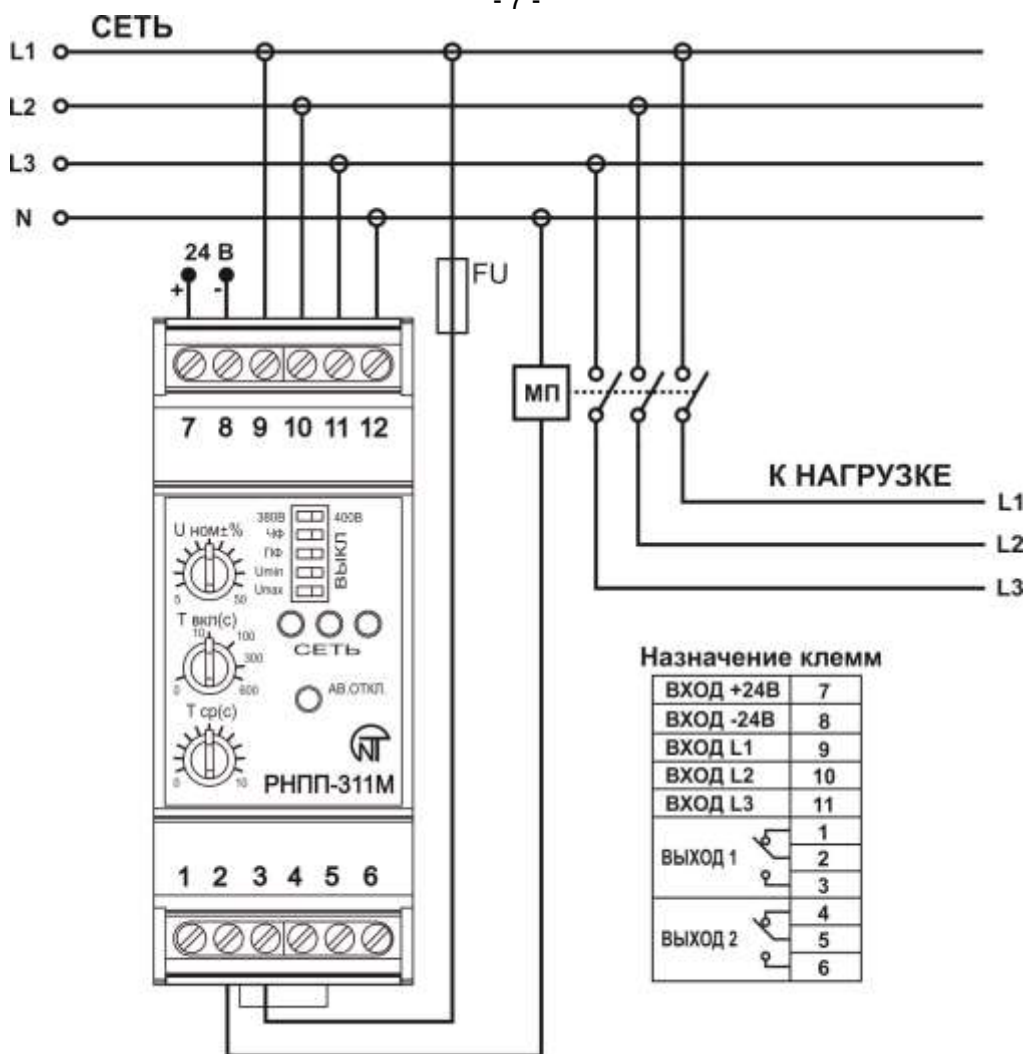 - 7 -
СЕТЬ
L1
L2
L3
N
24 В
+ -
FU
МП
7 8 9 10 11 12
К НАГРУЗКЕ
L1
L2
L3
U ном±%
5 50
380В 400В
ЧФ
ПФ
Umin
Umax
ВЫКЛ
Т вкл(с)
0 10 100 300 600
СЕТЬ
АВ.ОТКЛ.
Т ср(с)
0 10
NT
РНПП-311М
1 2 3 4 5 6
Назначение клемм
ВХОД +24В 7
ВХОД -24В 8
ВХОД L1 9
ВХОД L2 10
ВХОД L3 11
ВЫХОД 1 1 2 3
ВЫХОД 2 4 5 6